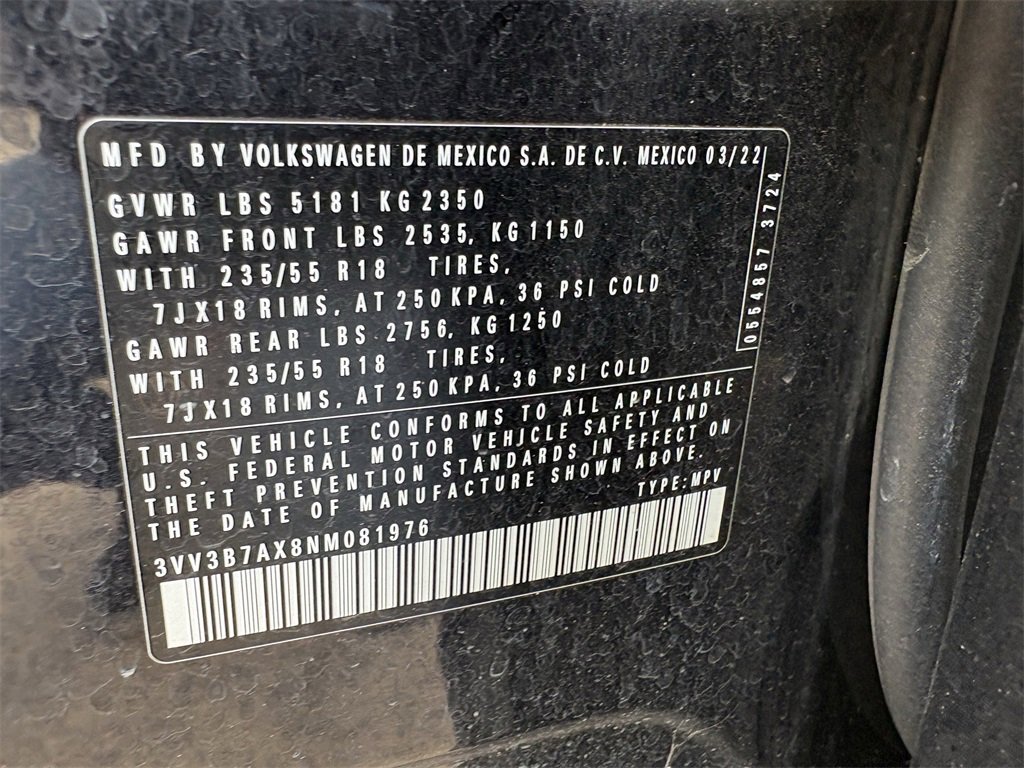 MFD BY VOLKSWAGEN DE MEXICO S.A. DE C.V. MEXICO 03/22
GVWR LBS 5181 KG 2350
GAWR FRONT LBS 2535, KG 1150
WITH 235/55 R18 TIRES,
7JX18 RIMS, AT 250 KPA, 36 PSI COLD
GAWR REAR LBS 2756, KG 1250
WITH 235/55 R18 TIRES,
7JX18 RIMS, AT 250 KPA, 36 PSI COLD
0554857 3724
THIS VEHICLE CONFORMS TO ALL APPLICABLE
U.S. FEDERAL MOTOR VEHICLE SAFETY AND
THEFT PREVENTION STANDARDS IN EFFECT ON
THE DATE OF MANUFACTURE SHOWN ABOVE.
3VV3B7AX8NM081976 TYPE: MPV